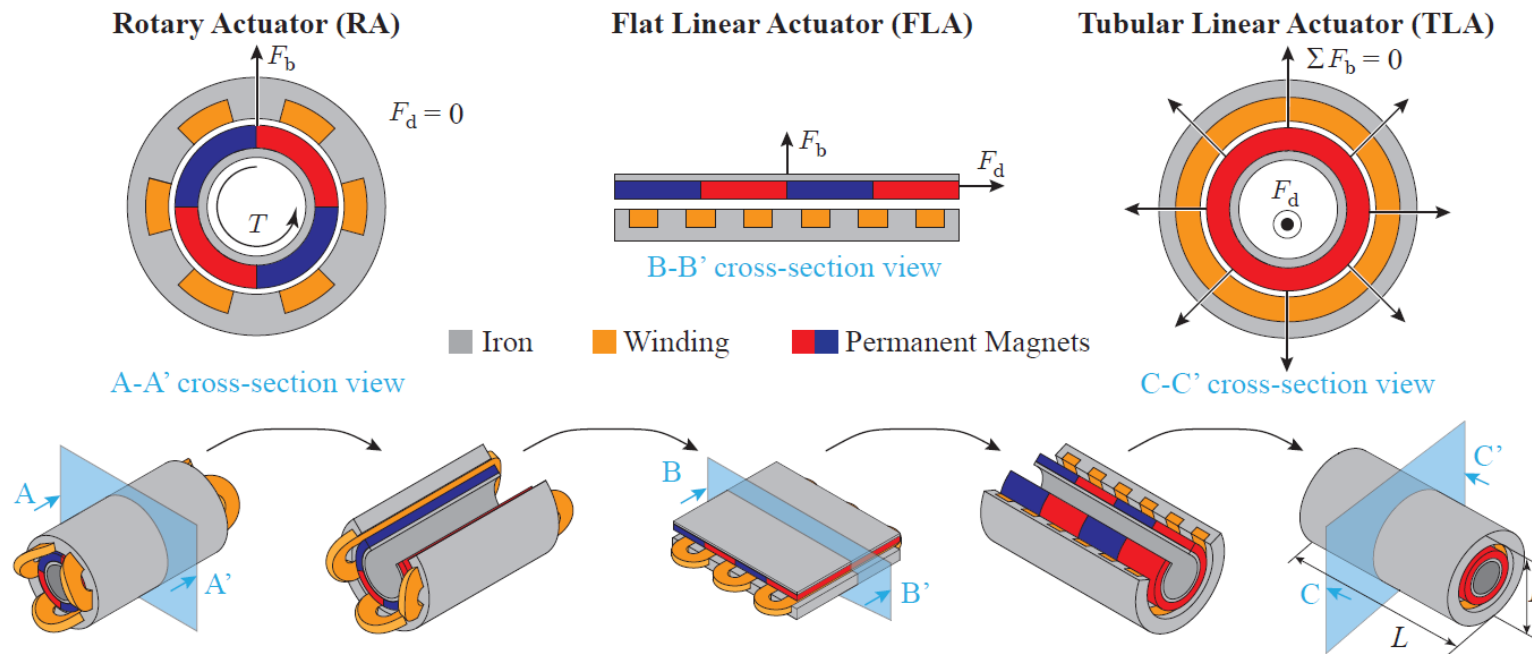 Rotary Actuator (RA)
Flat Linear Actuator (FLA)
Tubular Linear Actuator (TLA)
F_b
F_d = 0
T
F_b
F_d
B-B’ cross-section view
Σ F_b = 0
F_d
Iron
Winding
Permanent Magnets
A-A’ cross-section view
C-C’ cross-section view
A
A’
B
B’
C’
C
L